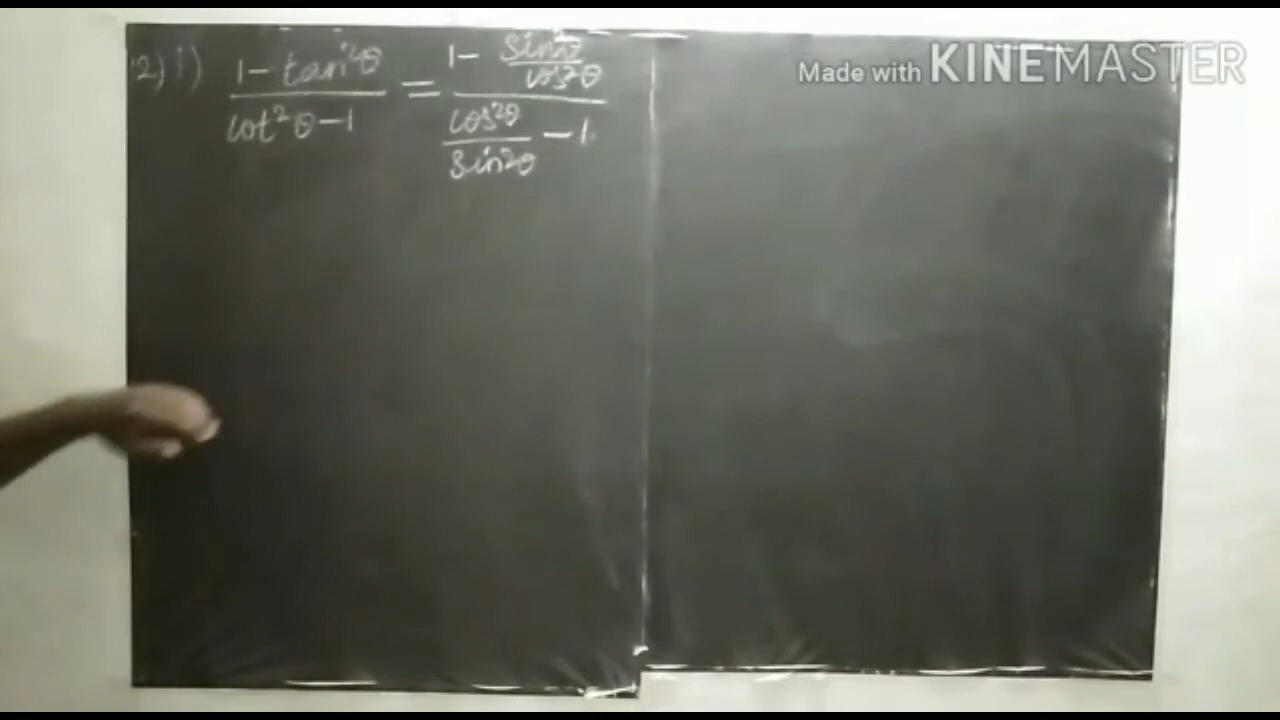 2) i) 1 - tan²θ / cot²θ - 1 = 1 - sin²θ/cos²θ / cos²θ/sin²θ - 1
Made with KINEMASTER